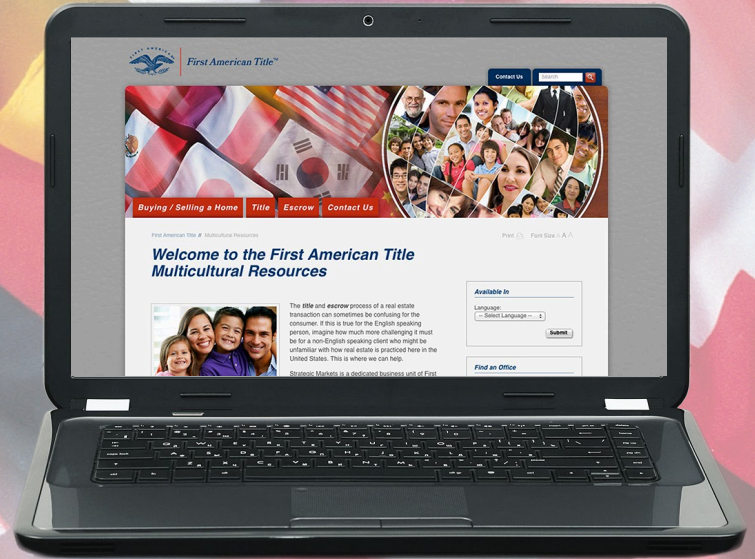 FIRST AMERICAN
First American Title™
Contact Us
Search
Buying / Selling a Home
Title
Escrow
Contact Us
First American Title // Multicultural Resources
Print
Font Size A A A
Welcome to the First American Title
Multicultural Resources
The title and escrow process of a real estate
transaction can sometimes be confusing for the
consumer. If this is true for the English speaking
person, imagine how much more challenging it must
be for a non-English speaking client who might be
unfamiliar with how real estate is practiced here in the
United States. This is where we can help.
Strategic Markets is a dedicated business unit of First
Available In
Language:
-- Select Language --
Submit
Find an Office